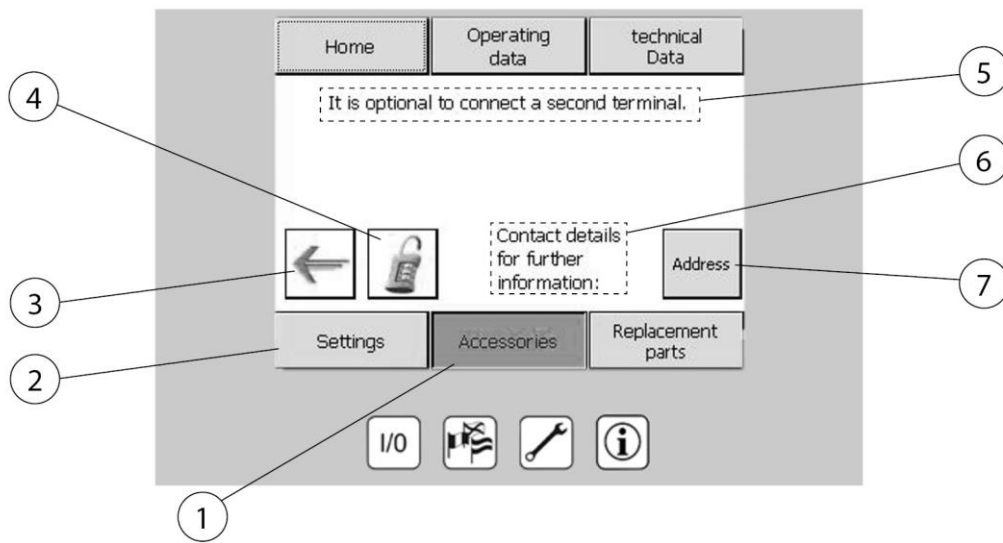 Home
Operating
data
technical
Data
It is optional to connect a second terminal.
4
5
6
Contact details
for further
information:
Address
3
7
Settings
Accessories
Replacement
parts
2
I/0
i
1